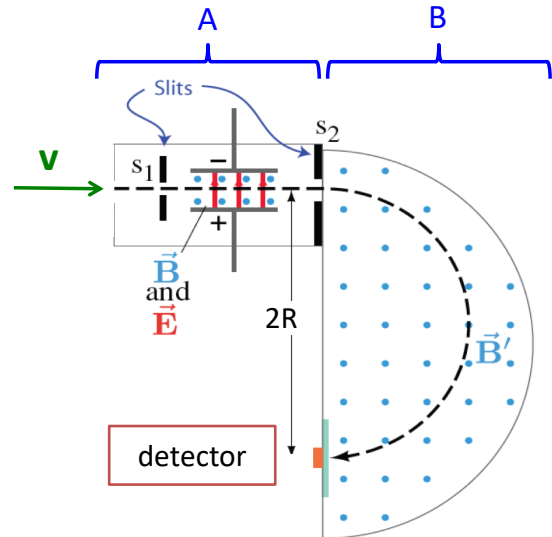 A
B
Slits
S₂
v
S₁
−
+
B⃗
and
E⃗
2R
B⃗′
detector